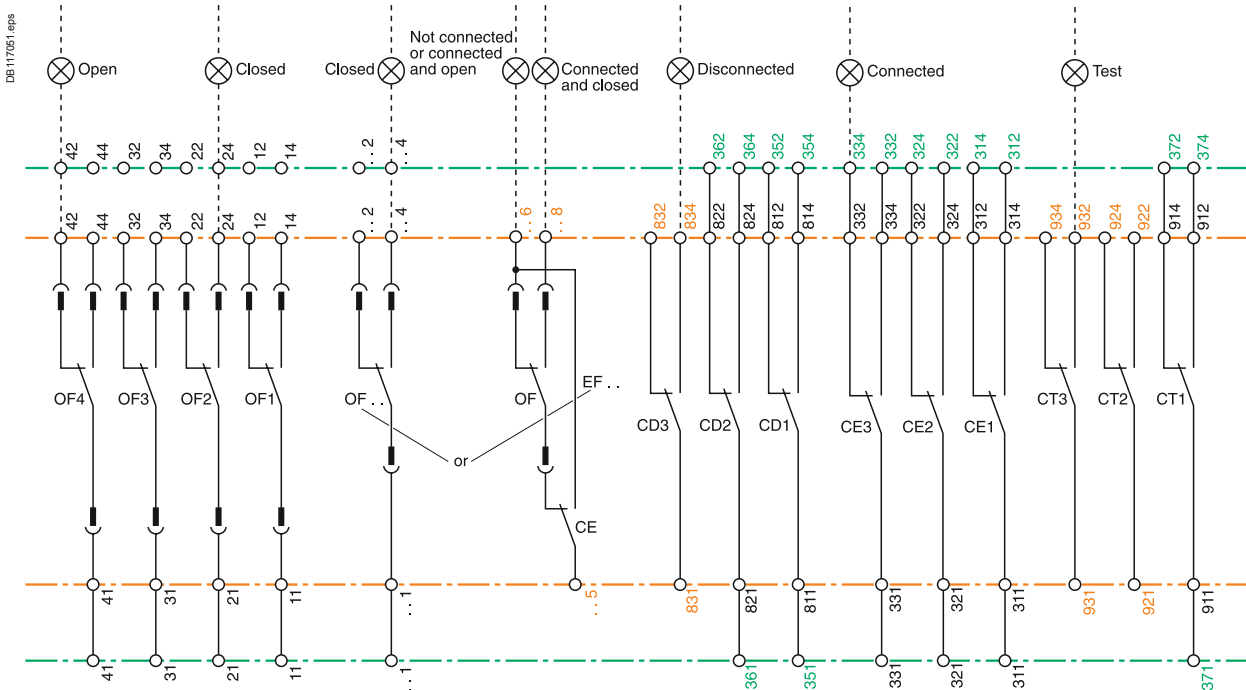 DB117051.eps
Open
Closed
Closed
Not connected
or connected
and open
Connected
and closed
Disconnected
Connected
Test
42 44 32 34 22 24 12 14 . . 2 . . 4 362 364 352 354 334 332 324 322 314 312 372 374
42 44 32 34 22 24 12 14 . . 2 . . 4 . . 6 . . 8 832 834 822 824 812 814 332 334 322 324 312 314 934 932 924 922 914 912
OF4 OF3 OF2 OF1 OF . . OF EF . . CD3 CD2 CD1 CE3 CE2 CE1 CT3 CT2 CT1
or
CE
41 31 21 11 . . 1 . . 5 831 821 811 331 321 311 931 921 911
41 31 21 11 . . 1 361 351 331 321 311 371